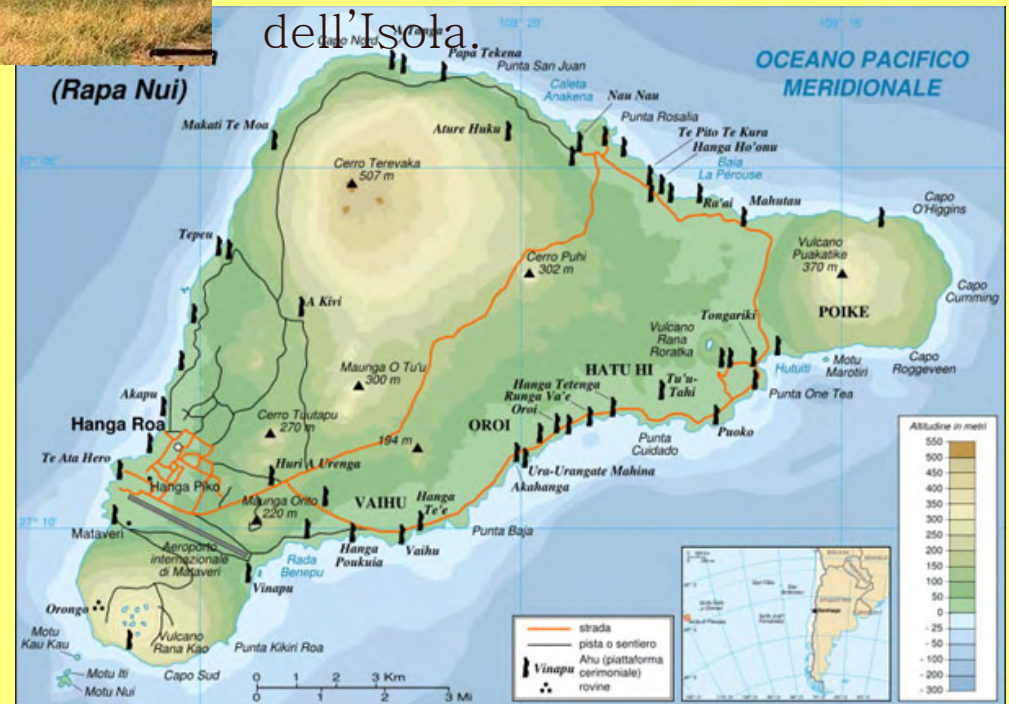 dell'Isola.
(Rapa Nui)
108° 20'
109° 15'
OCEANO PACIFICO
MERIDIONALE
Capo Nord
Papa Tekena
Punta San Juan
Caleta
Anakena
Nau Nau
Punta Rosalia
Makati Te Moa
Ature Huku
Te Pito Te Kura
Hanga Ho'onu
Baia
La Pérouse
Cerro Terevaka
507 m
Ra'ai
Mahutau
Capo
O'Higgins
Tepeu
Cerro Puhi
302 m
Vulcano
Puakatike
370 m
Capo
Cumming
A Kivi
POIKE
Tongariki
Vulcano
Rana
Roratka
Hutuiti
Motu
Marotiri
Capo
Roggeveen
Maunga O Tu'u
300 m
HATU HI
Tu'u-
Tahi
Punta One Tea
Akapu
Hanga Tetenga
Runga Va'e
Oroi
OROI
Puoko
Hanga Roa
Cerro Tuutapu
270 m
194 m
Punta
Cuidado
Te Ata Hero
Huri A Urenga
Ura-Urangate Mahina
Akahanga
Hanga Piko
Maunga Orito
220 m
VAIHU
Hanga
Te'e
27° 10'
Mataveri
Punta Baja
Aeroporto
internazionale
di Mataveri
Rada
Benepu
Hanga
Poukuia
Vaihu
Vinapu
Orongo
Motu
Kau Kau
Vulcano
Rana Kao
Punta Kikiri Roa
Motu Iti
Motu Nui
Capo Sud
0 1 2 3 Km
0 1 2 3 Mi
strada
pista o sentiero
Vinapu
Ahu (piattaforma
cerimoniale)
rovine
Altitudine in metri
550
500
450
400
350
300
250
200
150
100
50
0
- 25
- 50
- 100
- 200
- 300